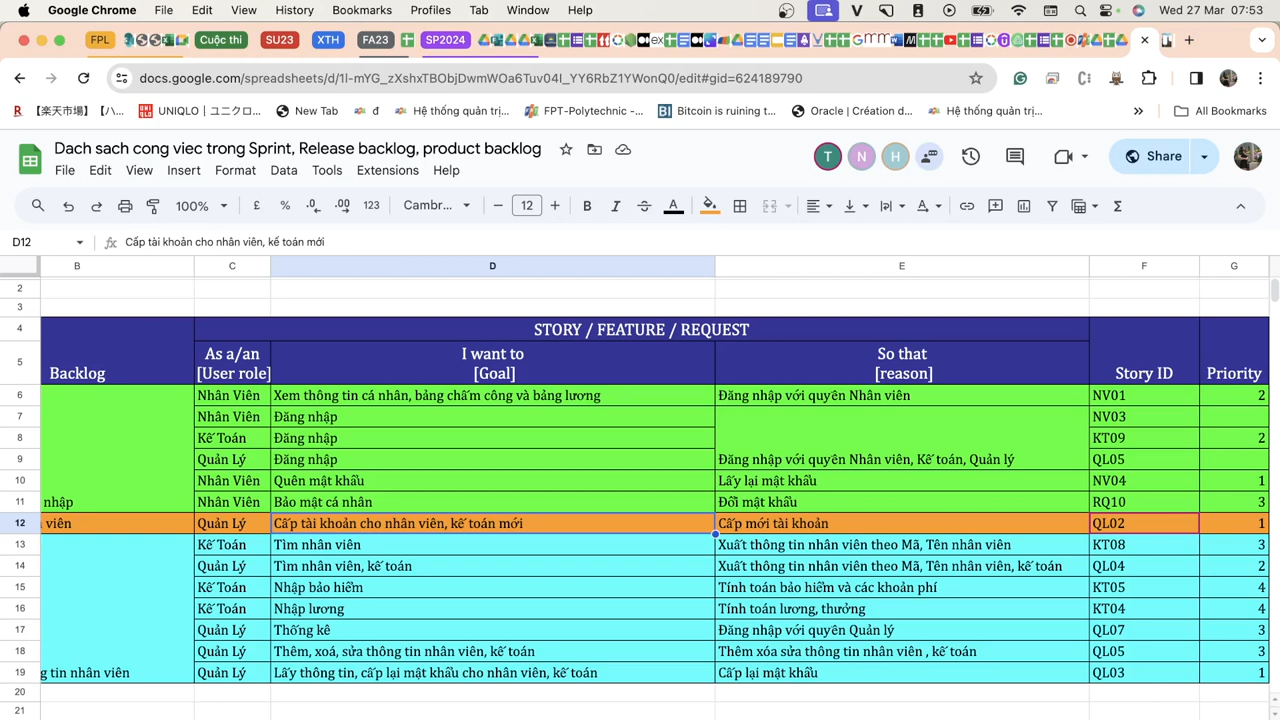 Google Chrome File Edit View History Bookmarks Profiles Tab Window Help Wed 27 Mar 07:53
FPL Cuộc thi SU23 XTH FA23 SP2024
docs.google.com/spreadsheets/d/1l-mYG_zXshxTBObjDwmWOa6Tuv04I_YY6RbZ1YWonQ0/edit#gid=624189790
【楽天市場】【ハ... UNIQLO｜ユニクロ... New Tab đ Hệ thống quản trị... FPT-Polytechnic -... Bitcoin is ruining t... Oracle | Création d... Hệ thống quản trị... All Bookmarks
Dach sach cong viec trong Sprint, Release backlog, product backlog
T N H Share
File Edit View Insert Format Data Tools Extensions Help
100% £ % .0 .00 123 Cambr... 12 B I S A
D12 fx Cấp tài khoản cho nhân viên, kế toán mới
B C D E F G
2
3
4 STORY / FEATURE / REQUEST
5 Backlog As a/an [User role] I want to [Goal] So that [reason] Story ID Priority
6 Nhân Viên Xem thông tin cá nhân, bảng chấm công và bảng lương Đăng nhập với quyền Nhân viên NV01 2
7 Nhân Viên Đăng nhập NV03
8 Kế Toán Đăng nhập KT09 2
9 Quản Lý Đăng nhập Đăng nhập với quyền Nhân viên, Kế toán, Quản lý QL05
10 Nhân Viên Quên mật khẩu Lấy lại mật khẩu NV04 1
11 nhập Nhân Viên Bảo mật cá nhân Đổi mật khẩu RQ10 3
12 viên Quản Lý Cấp tài khoản cho nhân viên, kế toán mới Cấp mới tài khoản QL02 1
13 Kế Toán Tìm nhân viên Xuất thông tin nhân viên theo Mã, Tên nhân viên KT08 3
14 Quản Lý Tìm nhân viên, kế toán Xuất thông tin nhân viên theo Mã, Tên nhân viên, kế toán QL04 2
15 Kế Toán Nhập bảo hiểm Tính toán bảo hiểm và các khoản phí KT05 4
16 Kế Toán Nhập lương Tính toán lương, thưởng KT04 4
17 Quản Lý Thống kê Đăng nhập với quyền Quản lý QL07 3
18 Quản Lý Thêm, xoá, sửa thông tin nhân viên, kế toán Thêm xóa sửa thông tin nhân viên , kế toán QL05 3
19 g tin nhân viên Quản Lý Lấy thông tin, cấp lại mật khẩu cho nhân viên, kế toán Cấp lại mật khẩu QL03 1
20
21